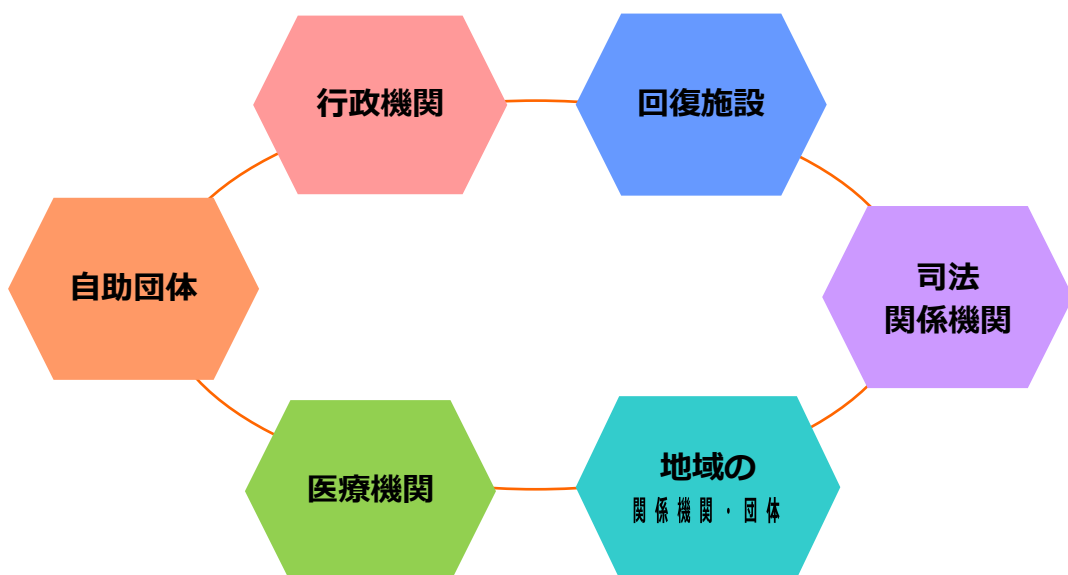 行政機関
回復施設
自助団体
司法
関係機関
医療機関
地域の
関係機関・団体